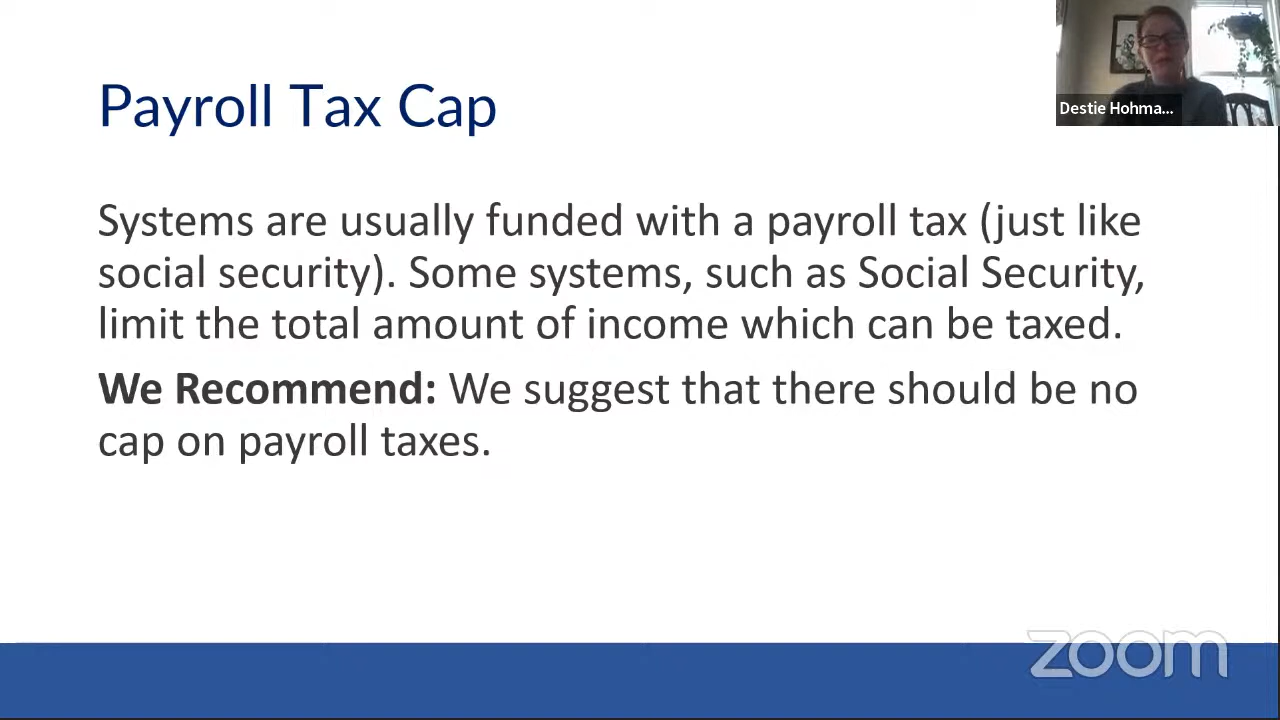 Payroll Tax Cap
Destie Hohma...
Systems are usually funded with a payroll tax (just like
social security). Some systems, such as Social Security,
limit the total amount of income which can be taxed.
We Recommend: We suggest that there should be no
cap on payroll taxes.
zoom